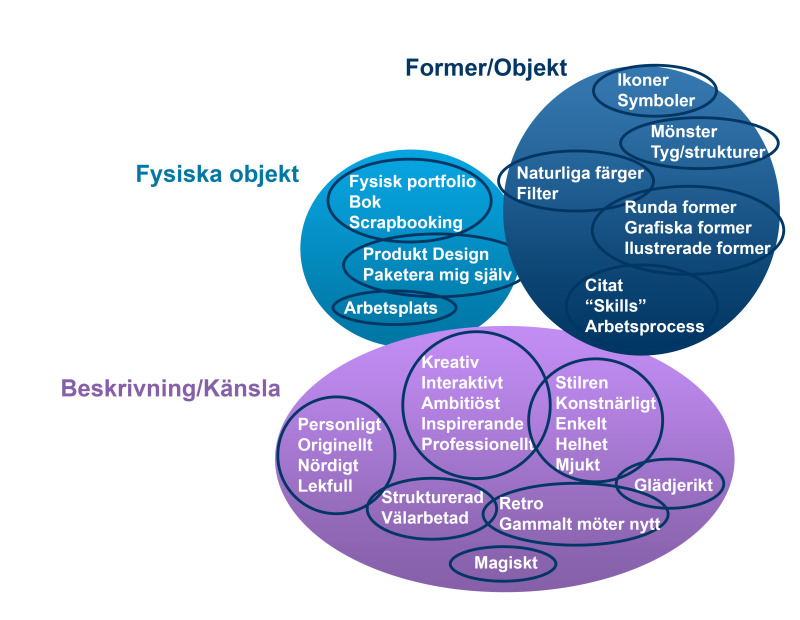 Former/Objekt
Ikoner
Symboler
Mönster
Tyg/strukturer
Naturliga färger
Filter
Runda former
Grafiska former
Ilustrerade former
Citat
“Skills”
Arbetsprocess
Fysiska objekt
Fysisk portfolio
Bok
Scrapbooking
Produkt Design
Paketera mig själv
Arbetsplats
Beskrivning/Känsla
Kreativ
Interaktivt
Ambitiöst
Inspirerande
Professionellt
Stilren
Konstnärligt
Enkelt
Helhet
Mjukt
Personligt
Originellt
Nördigt
Lekfull
Glädjerikt
Strukturerad
Välarbetad
Retro
Gammalt möter nytt
Magiskt